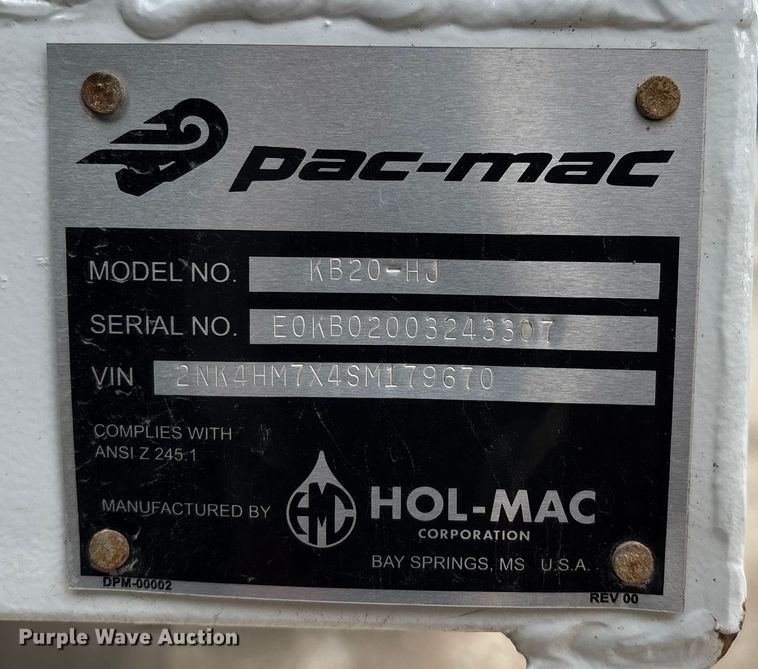 pac-mac
MODEL NO. KB20-HJ
SERIAL NO. E0KB02003243307
VIN 2NK4HM7X4SM179670
COMPLIES WITH
ANSI Z 245.1
MANUFACTURED BY HMC HOL-MAC
CORPORATION
BAY SPRINGS, MS U.S.A.
DPM-00002
REV 00
Purple Wave Auction